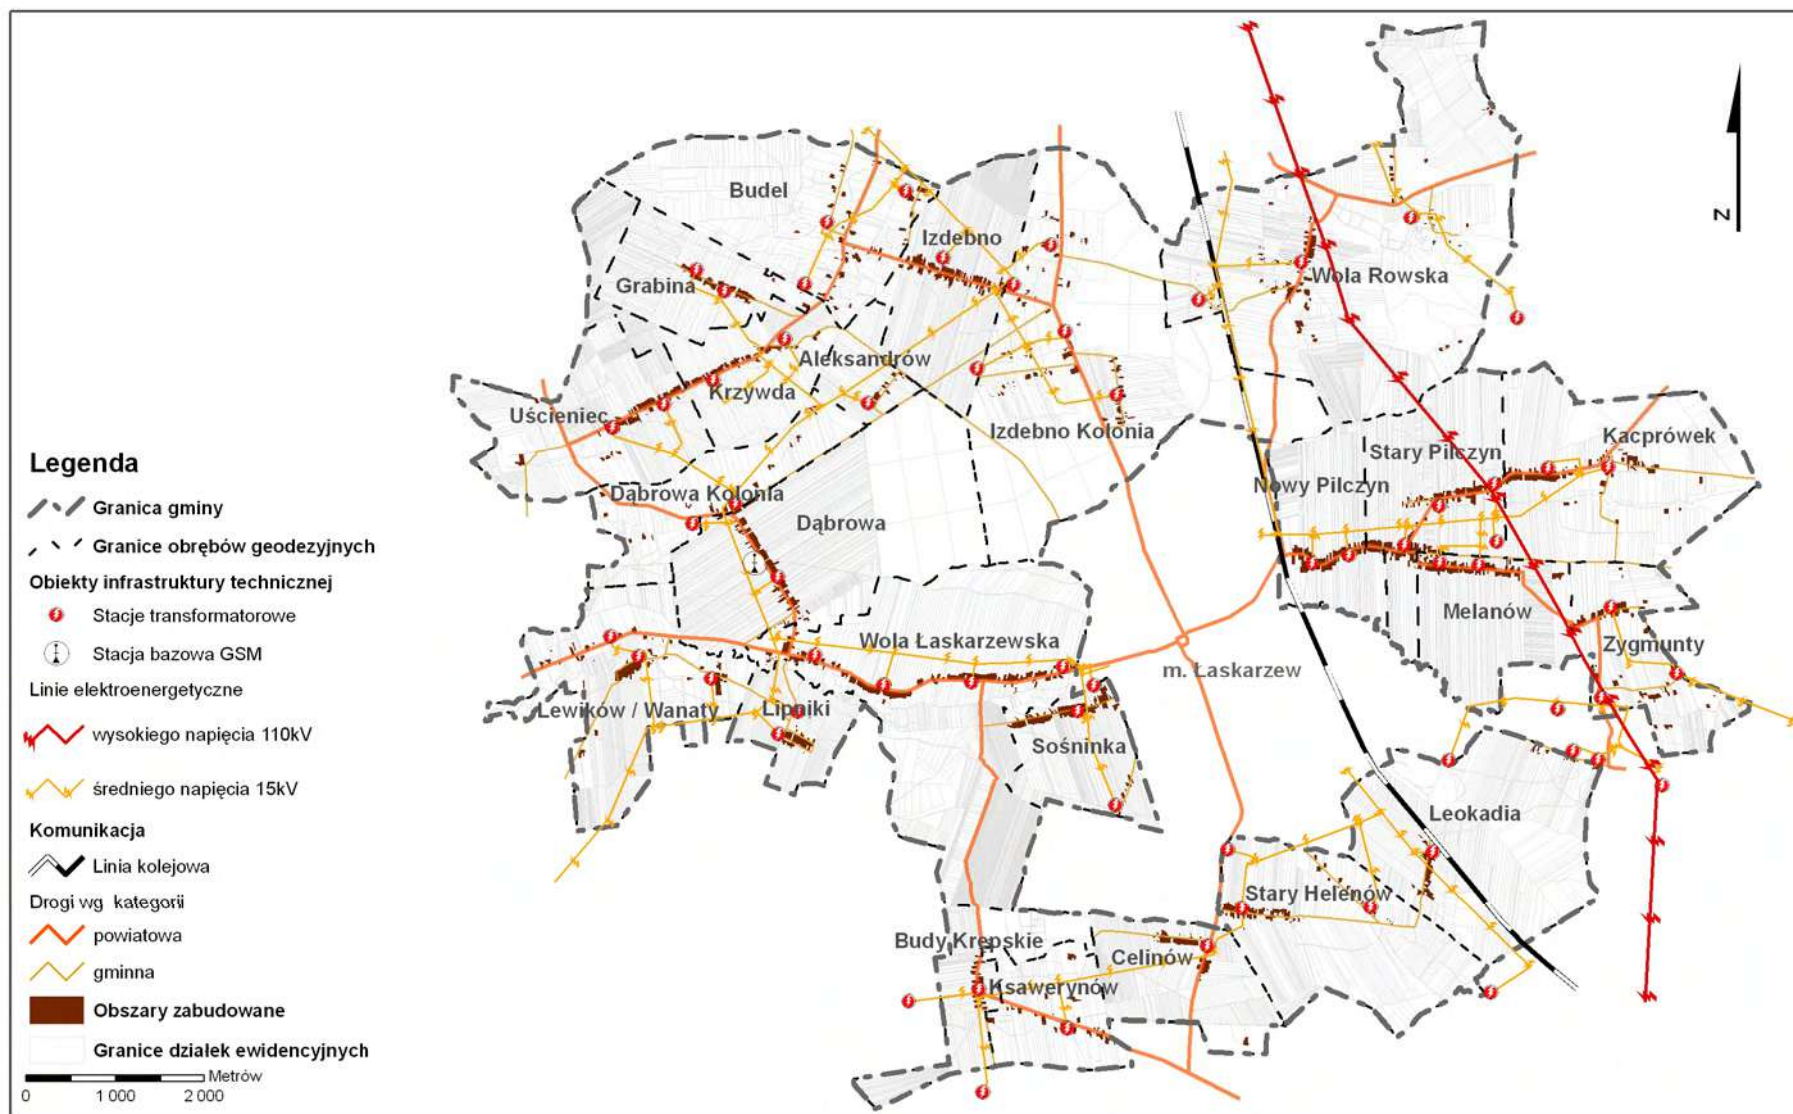 Budel
Izdebno
Grabina
Wola Rowska
Z
Aleksandrów
Krzywda
Uścieniec
Izdebno Kolonia
Kacprówek
Stary Pilczyn
Nowy Pilczyn
Dąbrowa Kolonia
Dąbrowa
Melanów
Zygmunty
Wola Łaskarzewska
m. Łaskarzew
Lewików / Wanaty
Lipniki
Sośninka
Leokadia
Stary Helenów
Budy Krępskie
Celinów
Ksawerynów
Legenda
Granica gminy
Granice obrębów geodezyjnych
Obiekty infrastruktury technicznej
Stacje transformatorowe
Stacja bazowa GSM
Linie elektroenergetyczne
wysokiego napięcia 110kV
średniego napięcia 15kV
Komunikacja
Linia kolejowa
Drogi wg kategorii
powiatowa
gminna
Obszary zabudowane
Granice działek ewidencyjnych
Metrów
0 1 000 2 000